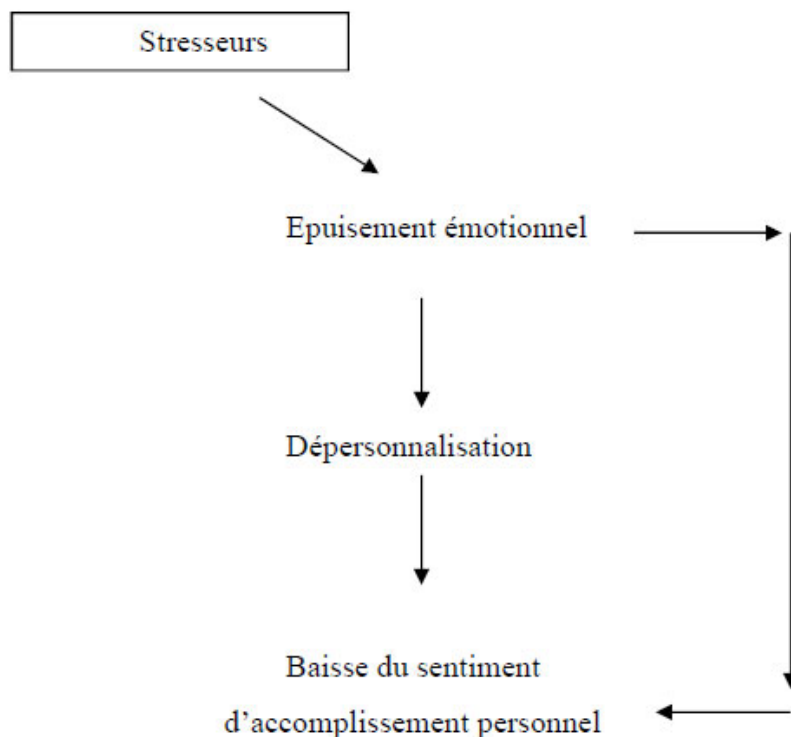 Stresseurs
Epuisement émotionnel
Dépersonnalisation
Baisse du sentiment
d’accomplissement personnel